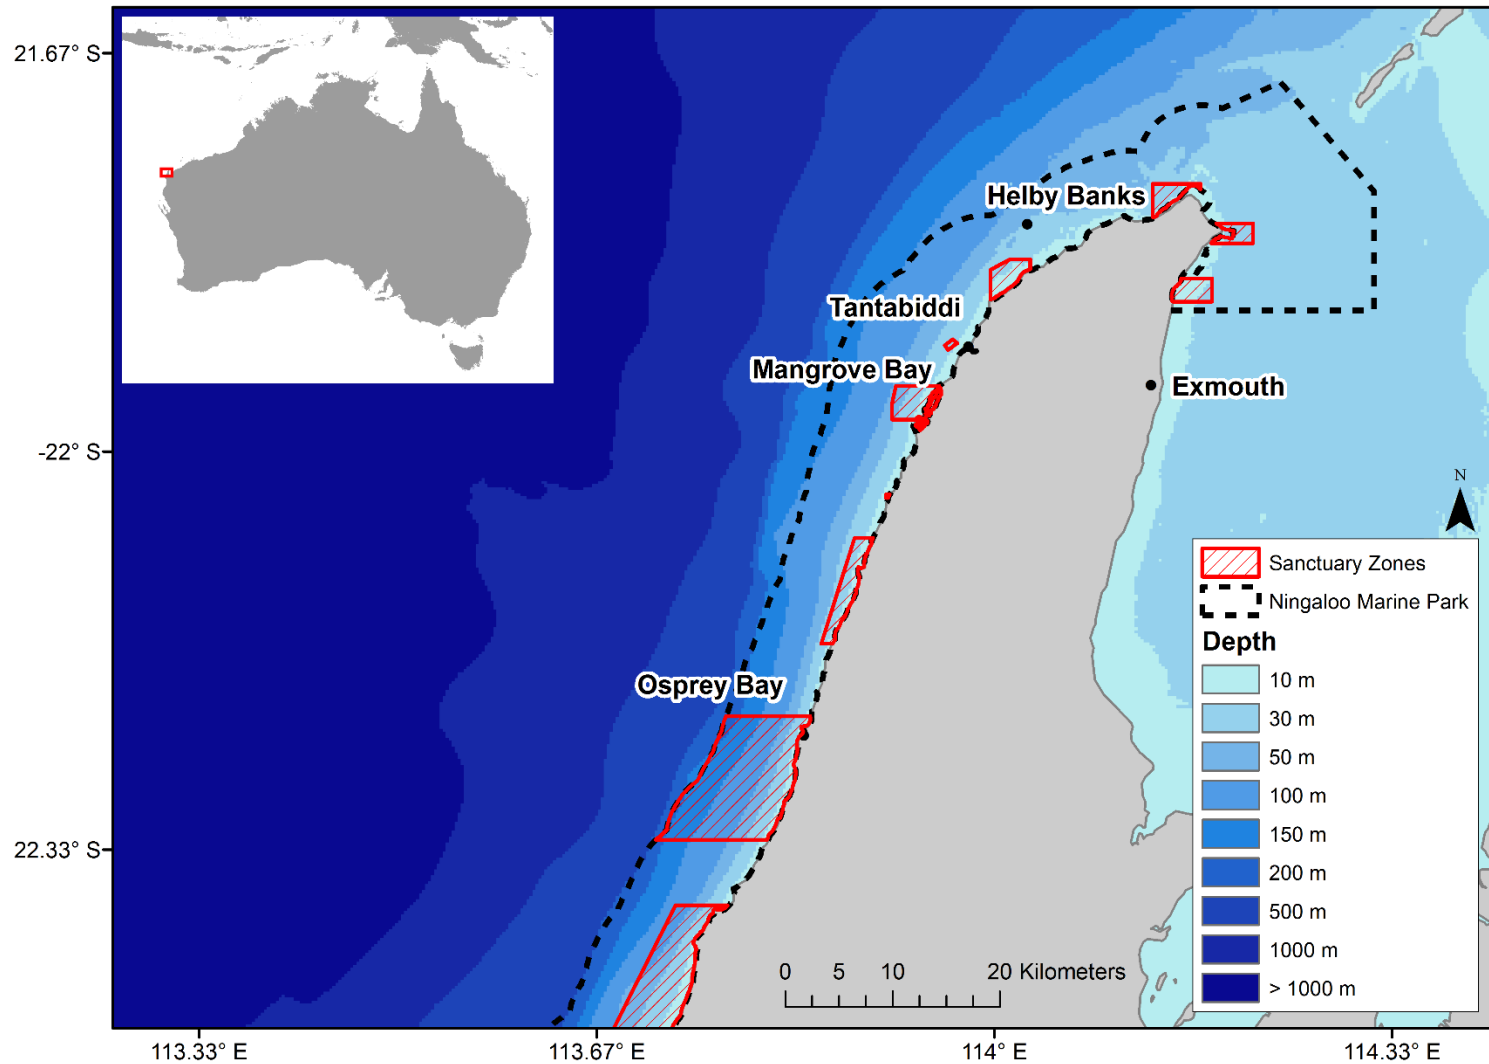 21.67° S
-22° S
22.33° S
Helby Banks
Tantabiddi
Mangrove Bay
Exmouth
Osprey Bay
N
Sanctuary Zones
Ningaloo Marine Park
Depth
10 m
30 m
50 m
100 m
150 m
200 m
500 m
1000 m
> 1000 m
0 5 10 20 Kilometers
113.33° E 113.67° E 114° E 114.33° E